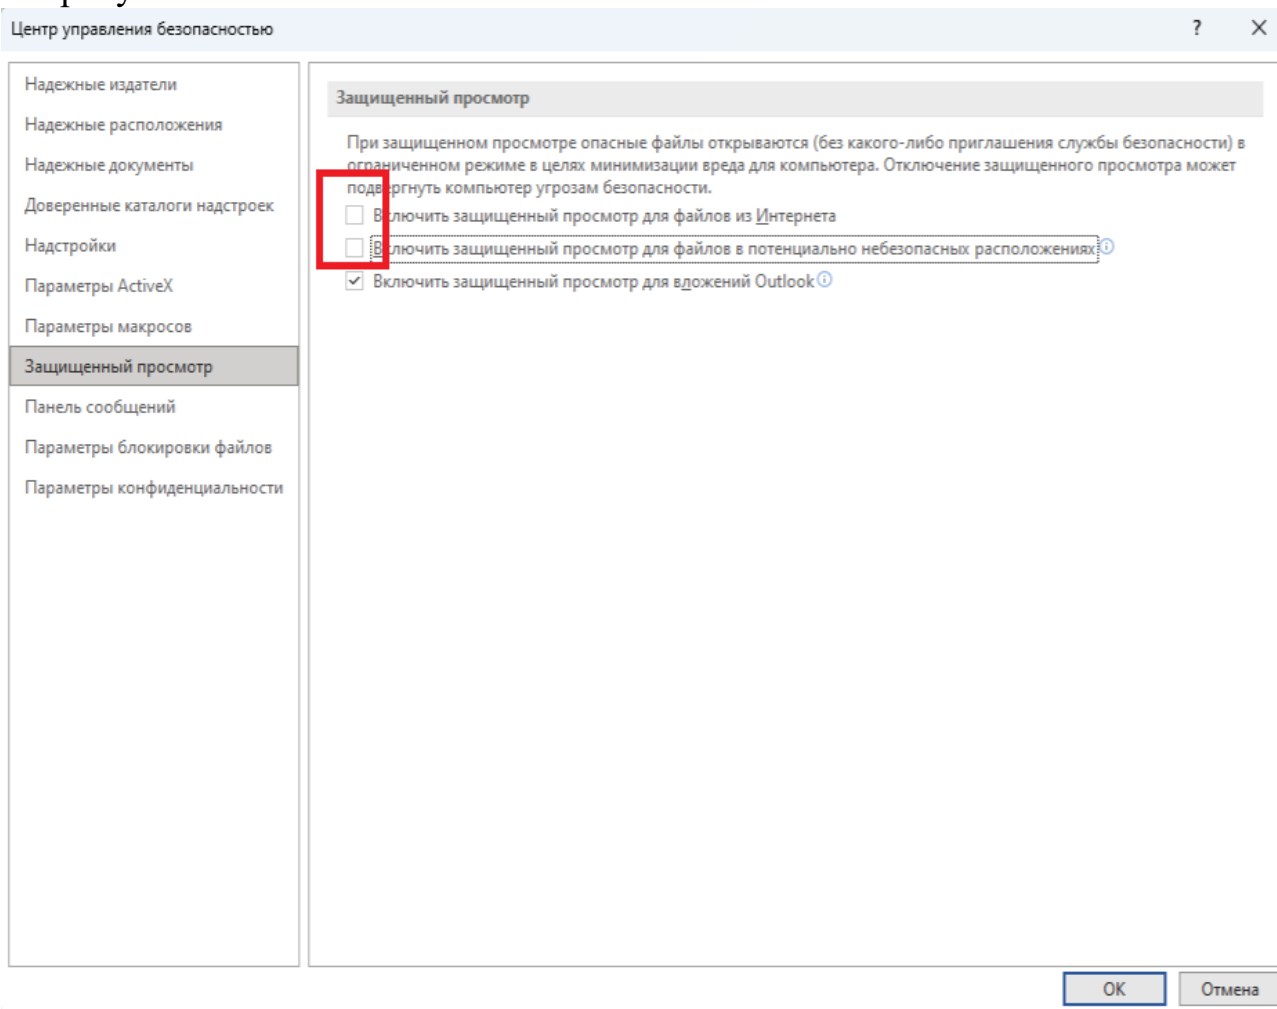 Центр управления безопасностью
?
Надежные издатели
Надежные расположения
Надежные документы
Доверенные каталоги надстроек
Надстройки
Параметры ActiveX
Параметры макросов
Защищенный просмотр
Панель сообщений
Параметры блокировки файлов
Параметры конфиденциальности
Защищенный просмотр
При защищенном просмотре опасные файлы открываются (без какого-либо приглашения службы безопасности) в
ограниченном режиме в целях минимизации вреда для компьютера. Отключение защищенного просмотра может
подвергнуть компьютер угрозам безопасности.
Включить защищенный просмотр для файлов из Интернета
Включить защищенный просмотр для файлов в потенциально небезопасных расположениях
Включить защищенный просмотр для вложений Outlook
ОК
Отмена